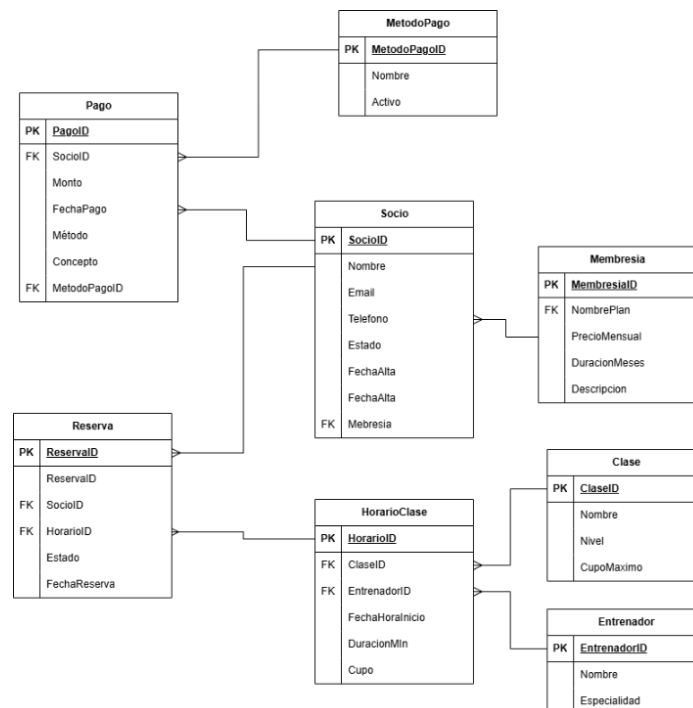 MetodoPago
PK MetodoPagoID
Nombre
Activo
Pago
PK PagoID
FK SocioID
Monto
FechaPago
Método
Concepto
FK MetodoPagoID
Socio
PK SocioID
Nombre
Email
Telefono
Estado
FechaAlta
FechaAlta
FK Mebresia
Membresia
PK MembresiaID
FK NombrePlan
PrecioMensual
DuracionMeses
Descripcion
Reserva
PK ReservaID
ReservaID
FK SocioID
FK HorarioID
Estado
FechaReserva
HorarioClase
PK HorarioID
FK ClaseID
FK EntrenadorID
FechaHoraInicio
DuracionMIn
Cupo
Clase
PK ClaseID
Nombre
Nivel
CupoMaximo
Entrenador
PK EntrenadorID
Nombre
Especialidad